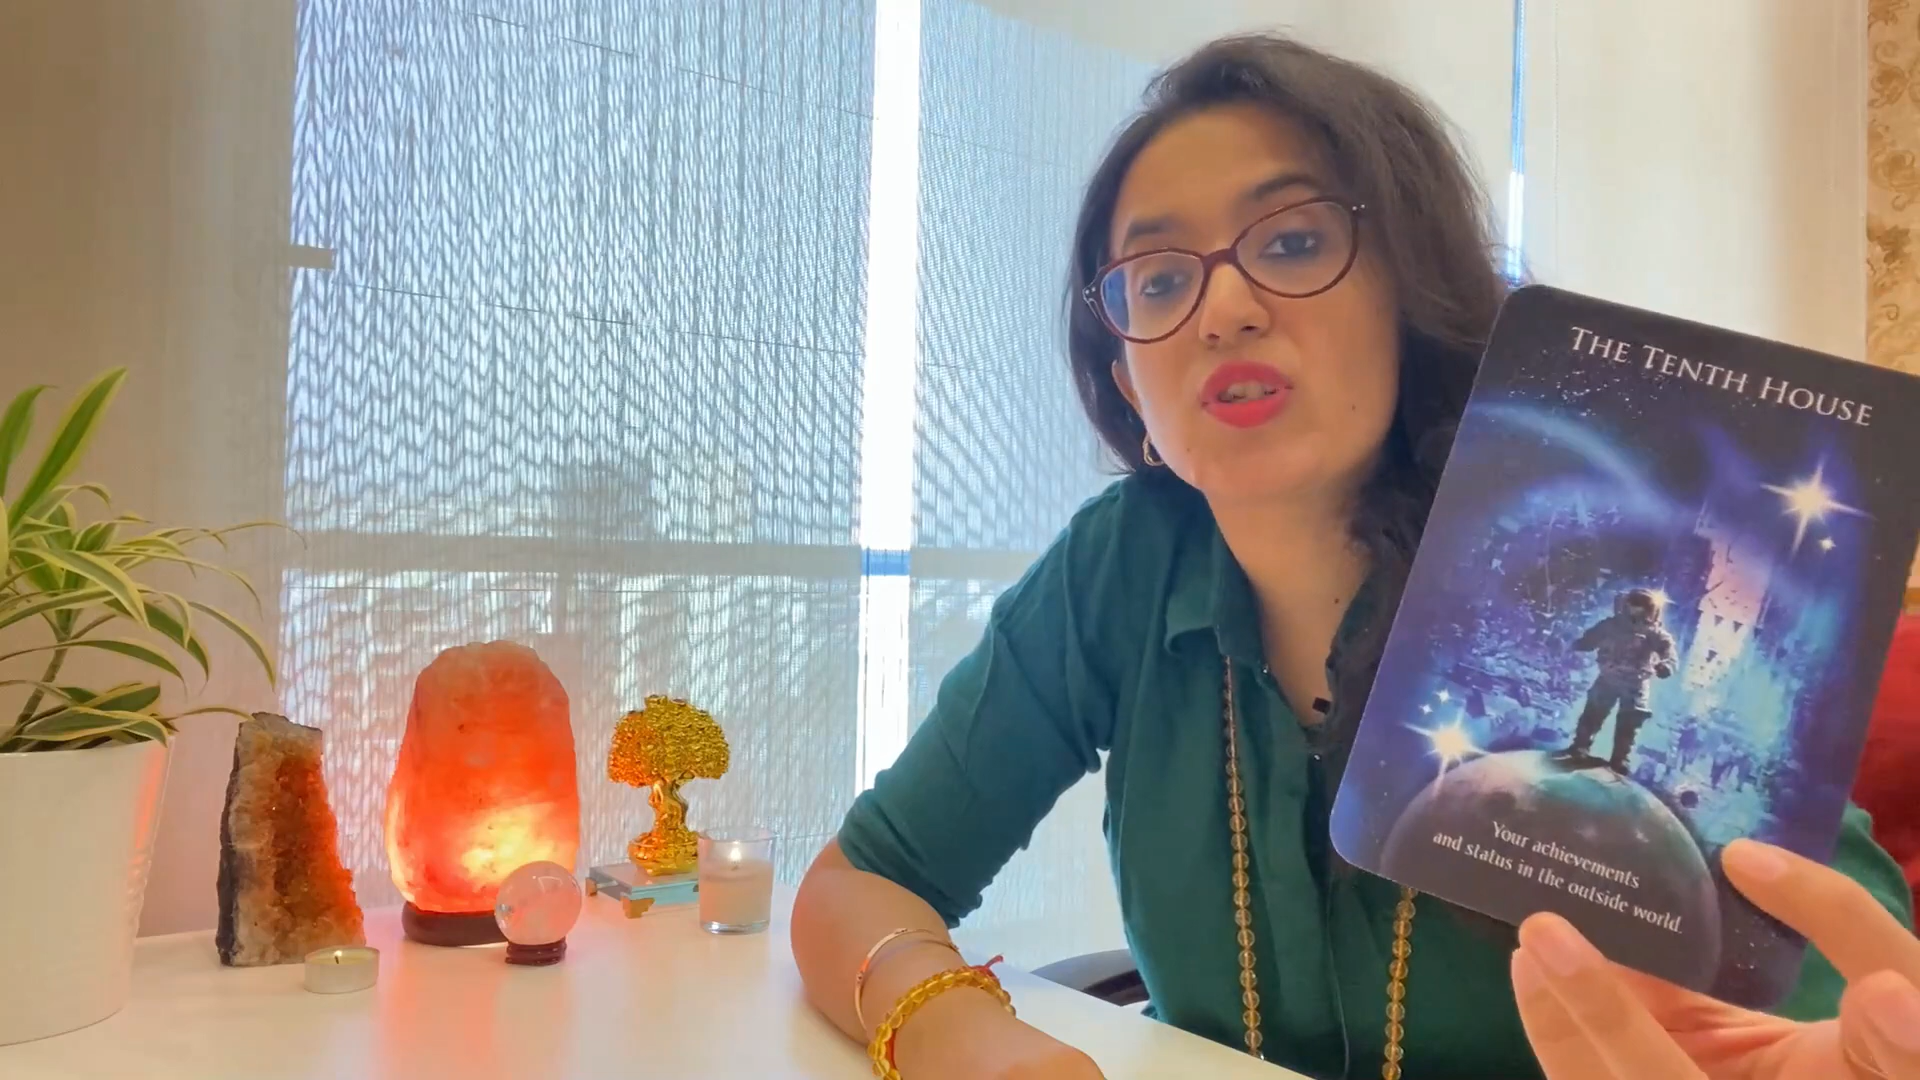 THE TENTH HOUSE
Your achievements
and status in the outside world.